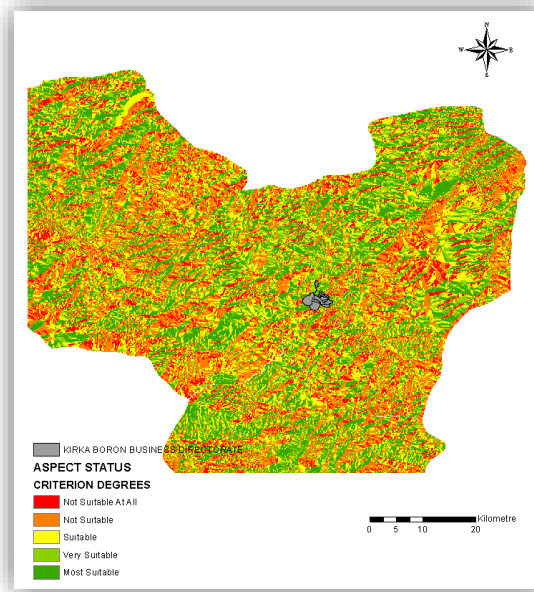 N
W E
S
KIRKA BORON BUSINESS DIRECTORATE
ASPECT STATUS
CRITERION DEGREES
Not Suitable At All
Not Suitable
Suitable
Very Suitable
Most Suitable
Kilometre
0 5 10 20